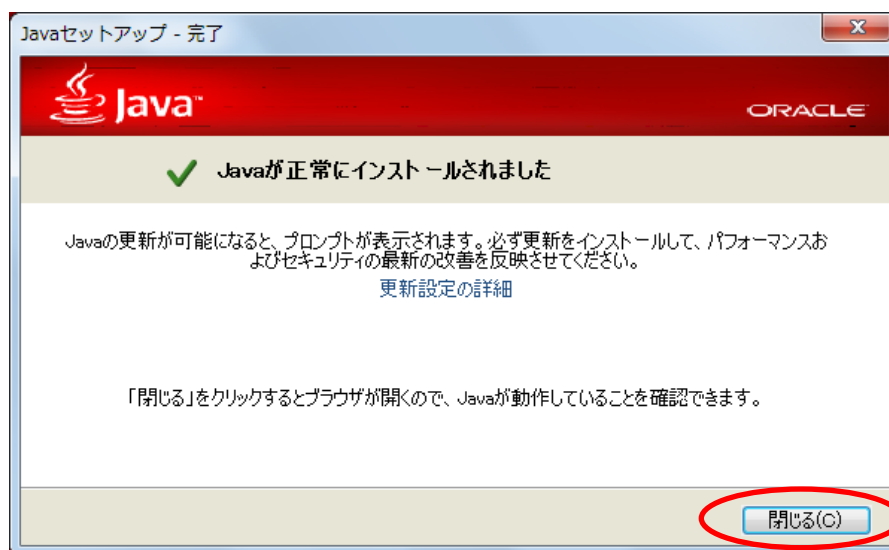 Javaセットアップ - 完了
Java™
ORACLE
Javaが正常にインストールされました
Javaの更新が可能になると、プロンプトが表示されます。必ず更新をインストールして、パフォーマンスお
よびセキュリティの最新の改善を反映させてください。
更新設定の詳細
「閉じる」をクリックするとブラウザが開くので、Javaが動作していることを確認できます。
閉じる(C)